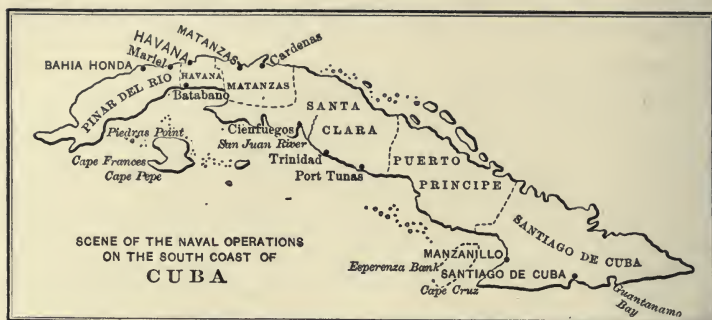 HAVANA
MATANZAS
Cardenas
Mariel
BAHIA HONDA
HAVANA
MATANZAS
PINAR DEL RIO
Batabano
SANTA
CLARA
Piedras Point
Cienfuegos
San Juan River
Trinidad
Port Tunas
Cape Frances
Cape Pepe
PUERTO
PRINCIPE
SANTIAGO DE CUBA
SCENE OF THE NAVAL OPERATIONS
ON THE SOUTH COAST OF
CUBA
MANZANILLO
Esperenza Bank
SANTIAGO DE CUBA
Cape Cruz
Guantanamo
Bay